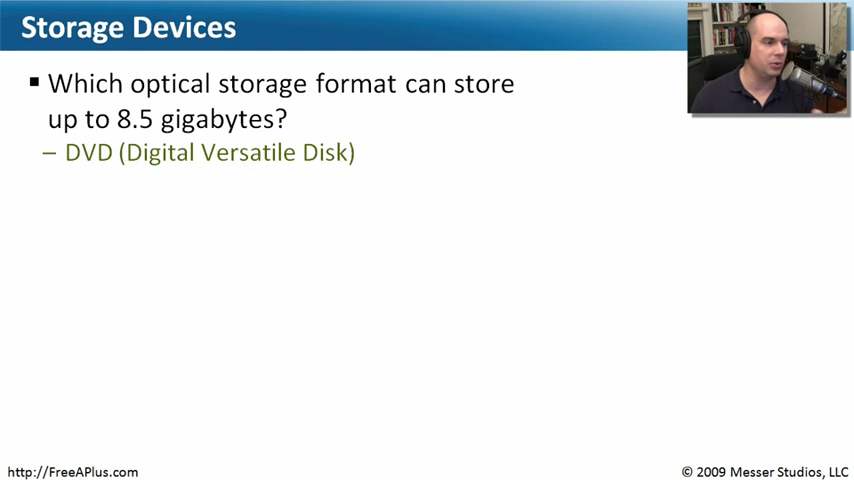 Storage Devices
▪ Which optical storage format can store
up to 8.5 gigabytes?
– DVD (Digital Versatile Disk)
http://FreeAPlus.com
© 2009 Messer Studios, LLC